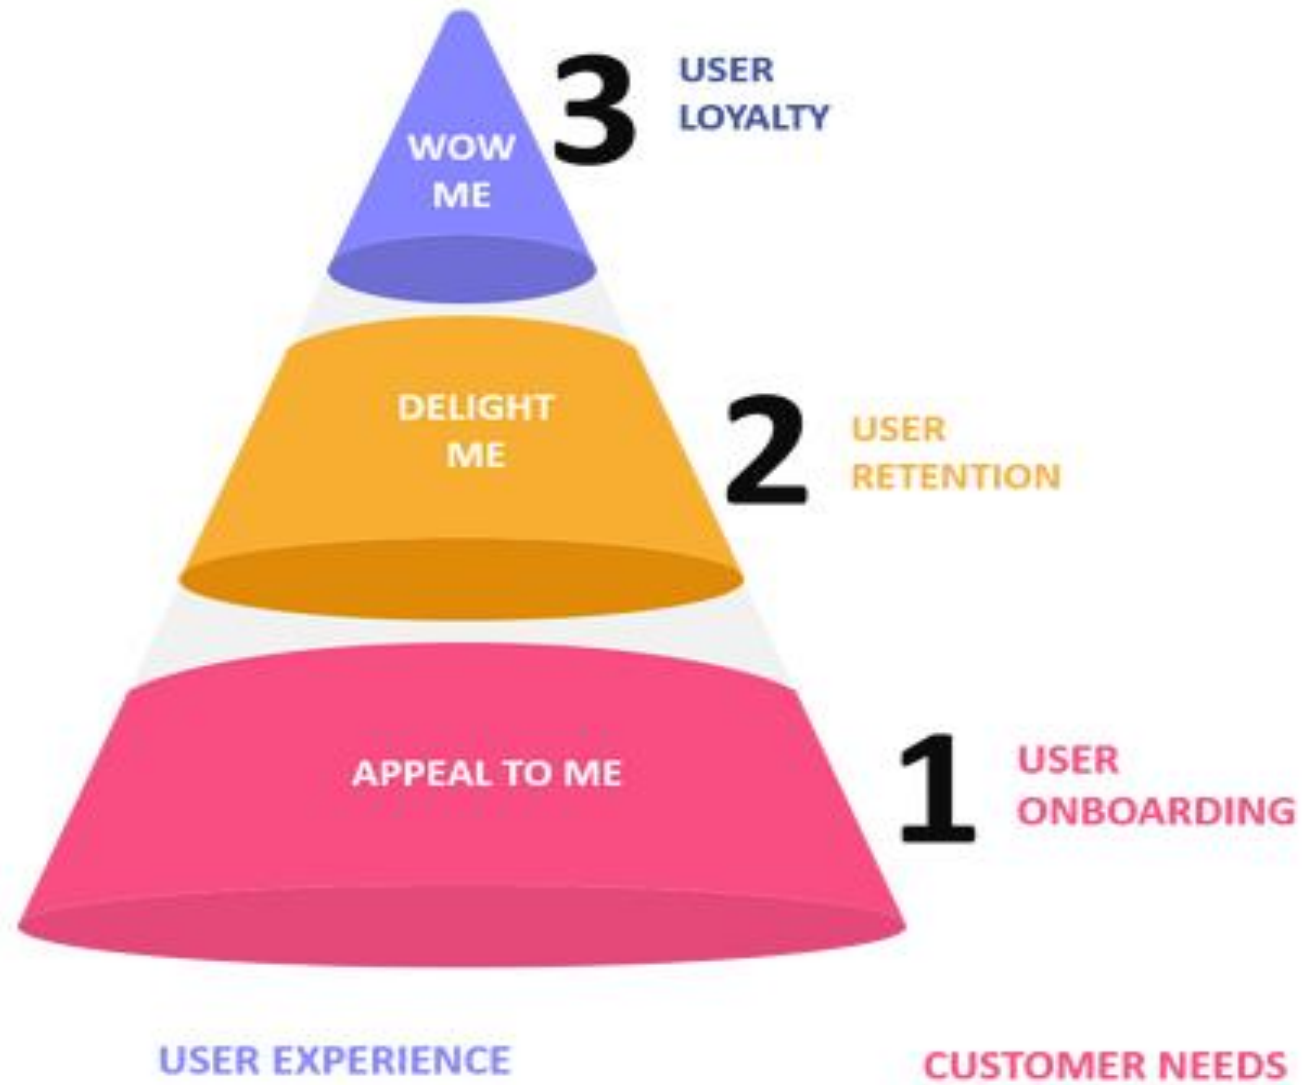 WOW
ME
3
USER
LOYALTY
DELIGHT
ME
2
USER
RETENTION
APPEAL TO ME
1
USER
ONBOARDING
USER EXPERIENCE
CUSTOMER NEEDS